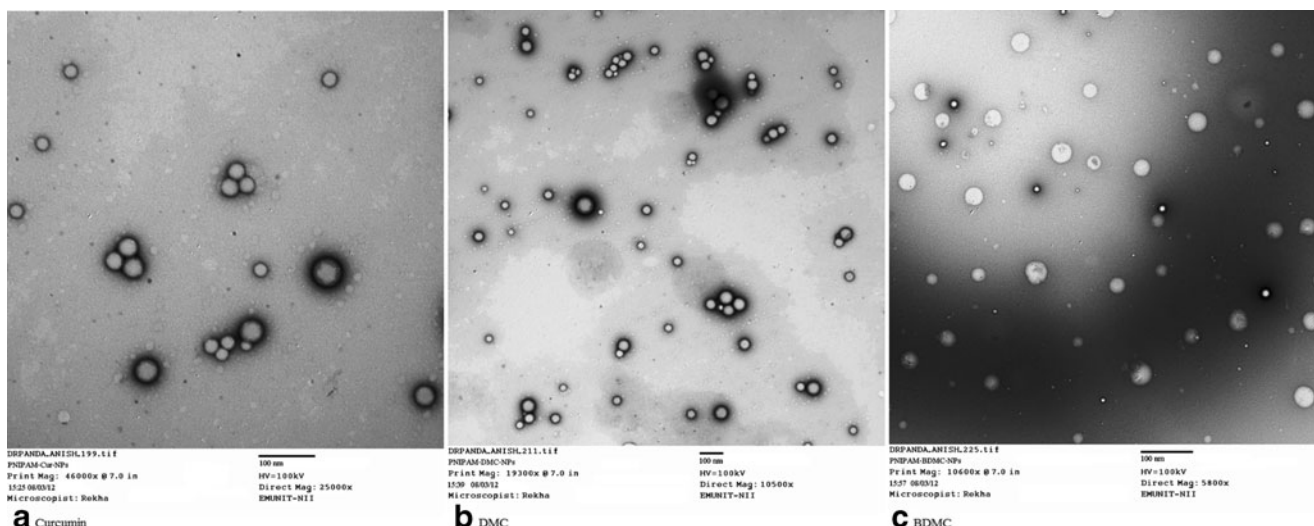 DRPANDA_ANISH_199.tif
PNIPAM-Cur-NPs
Print Mag: 46000x @ 7.0 in
15:25 08/03/12
Microscopist: Rekha
100 nm
HV=100kV
Direct Mag: 25000x
EMUNIT-NII
a Curcumin
DRPANDA_ANISH_211.tif
PNIPAM-DMC-NPs
Print Mag: 19300x @ 7.0 in
15:39 08/03/12
Microscopist: Rekha
100 nm
HV=100kV
Direct Mag: 10500x
EMUNIT-NII
b DMC
DRPANDA_ANISH_225.tif
PNIPAM-BDMC-NPs
Print Mag: 10600x @ 7.0 in
15:57 08/03/12
Microscopist: Rekha
100 nm
HV=100kV
Direct Mag: 5800x
EMUNIT-NII
c BDMC